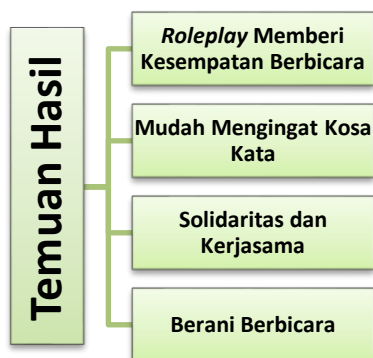 Temuan Hasil
Roleplay Memberi
Kesempatan Berbicara
Mudah Mengingat Kosa
Kata
Solidaritas dan
Kerjasama
Berani Berbicara